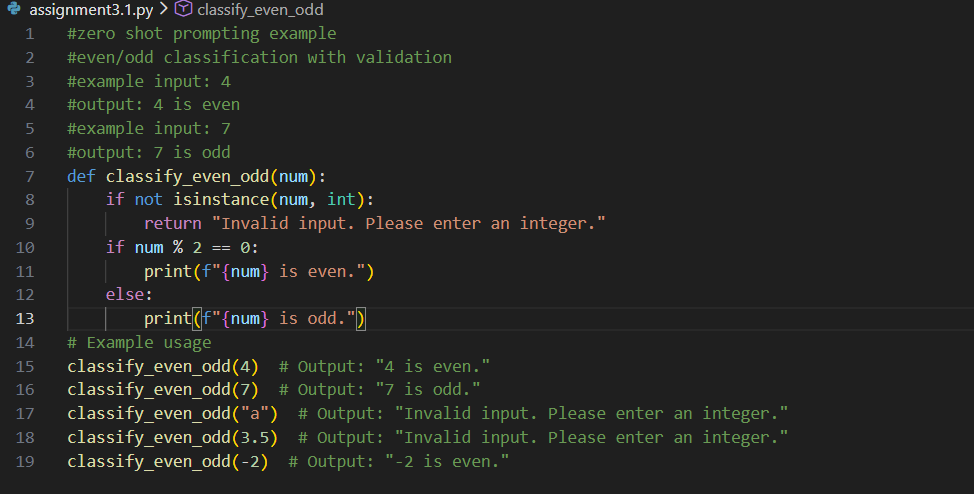 assignment3.1.py > classify_even_odd
1 #zero shot prompting example
2 #even/odd classification with validation
3 #example input: 4
4 #output: 4 is even
5 #example input: 7
6 #output: 7 is odd
7 def classify_even_odd(num):
8     if not isinstance(num, int):
9         return "Invalid input. Please enter an integer."
10     if num % 2 == 0:
11         print(f"{num} is even.")
12     else:
13         print(f"{num} is odd.")
14 # Example usage
15 classify_even_odd(4)  # Output: "4 is even."
16 classify_even_odd(7)  # Output: "7 is odd."
17 classify_even_odd("a")  # Output: "Invalid input. Please enter an integer."
18 classify_even_odd(3.5)  # Output: "Invalid input. Please enter an integer."
19 classify_even_odd(-2)  # Output: "-2 is even."